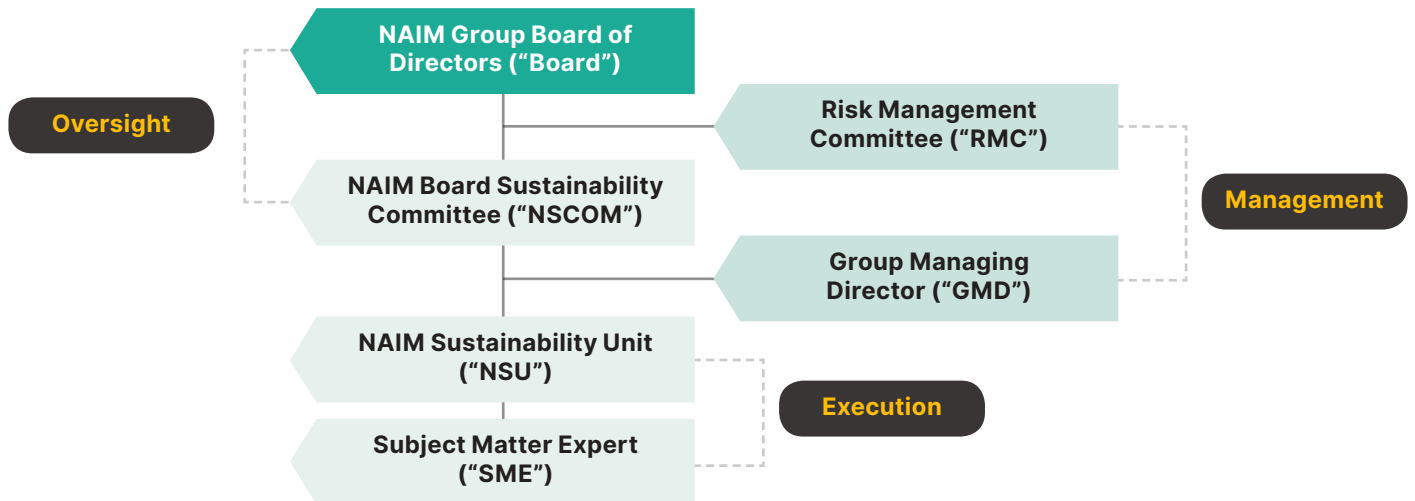 NAIM Group Board of
Directors (“Board”)
Oversight
Risk Management
Committee (“RMC”)
NAIM Board Sustainability
Committee (“NSCOM”)
Management
Group Managing
Director (“GMD”)
NAIM Sustainability Unit
(“NSU”)
Execution
Subject Matter Expert
(“SME”)